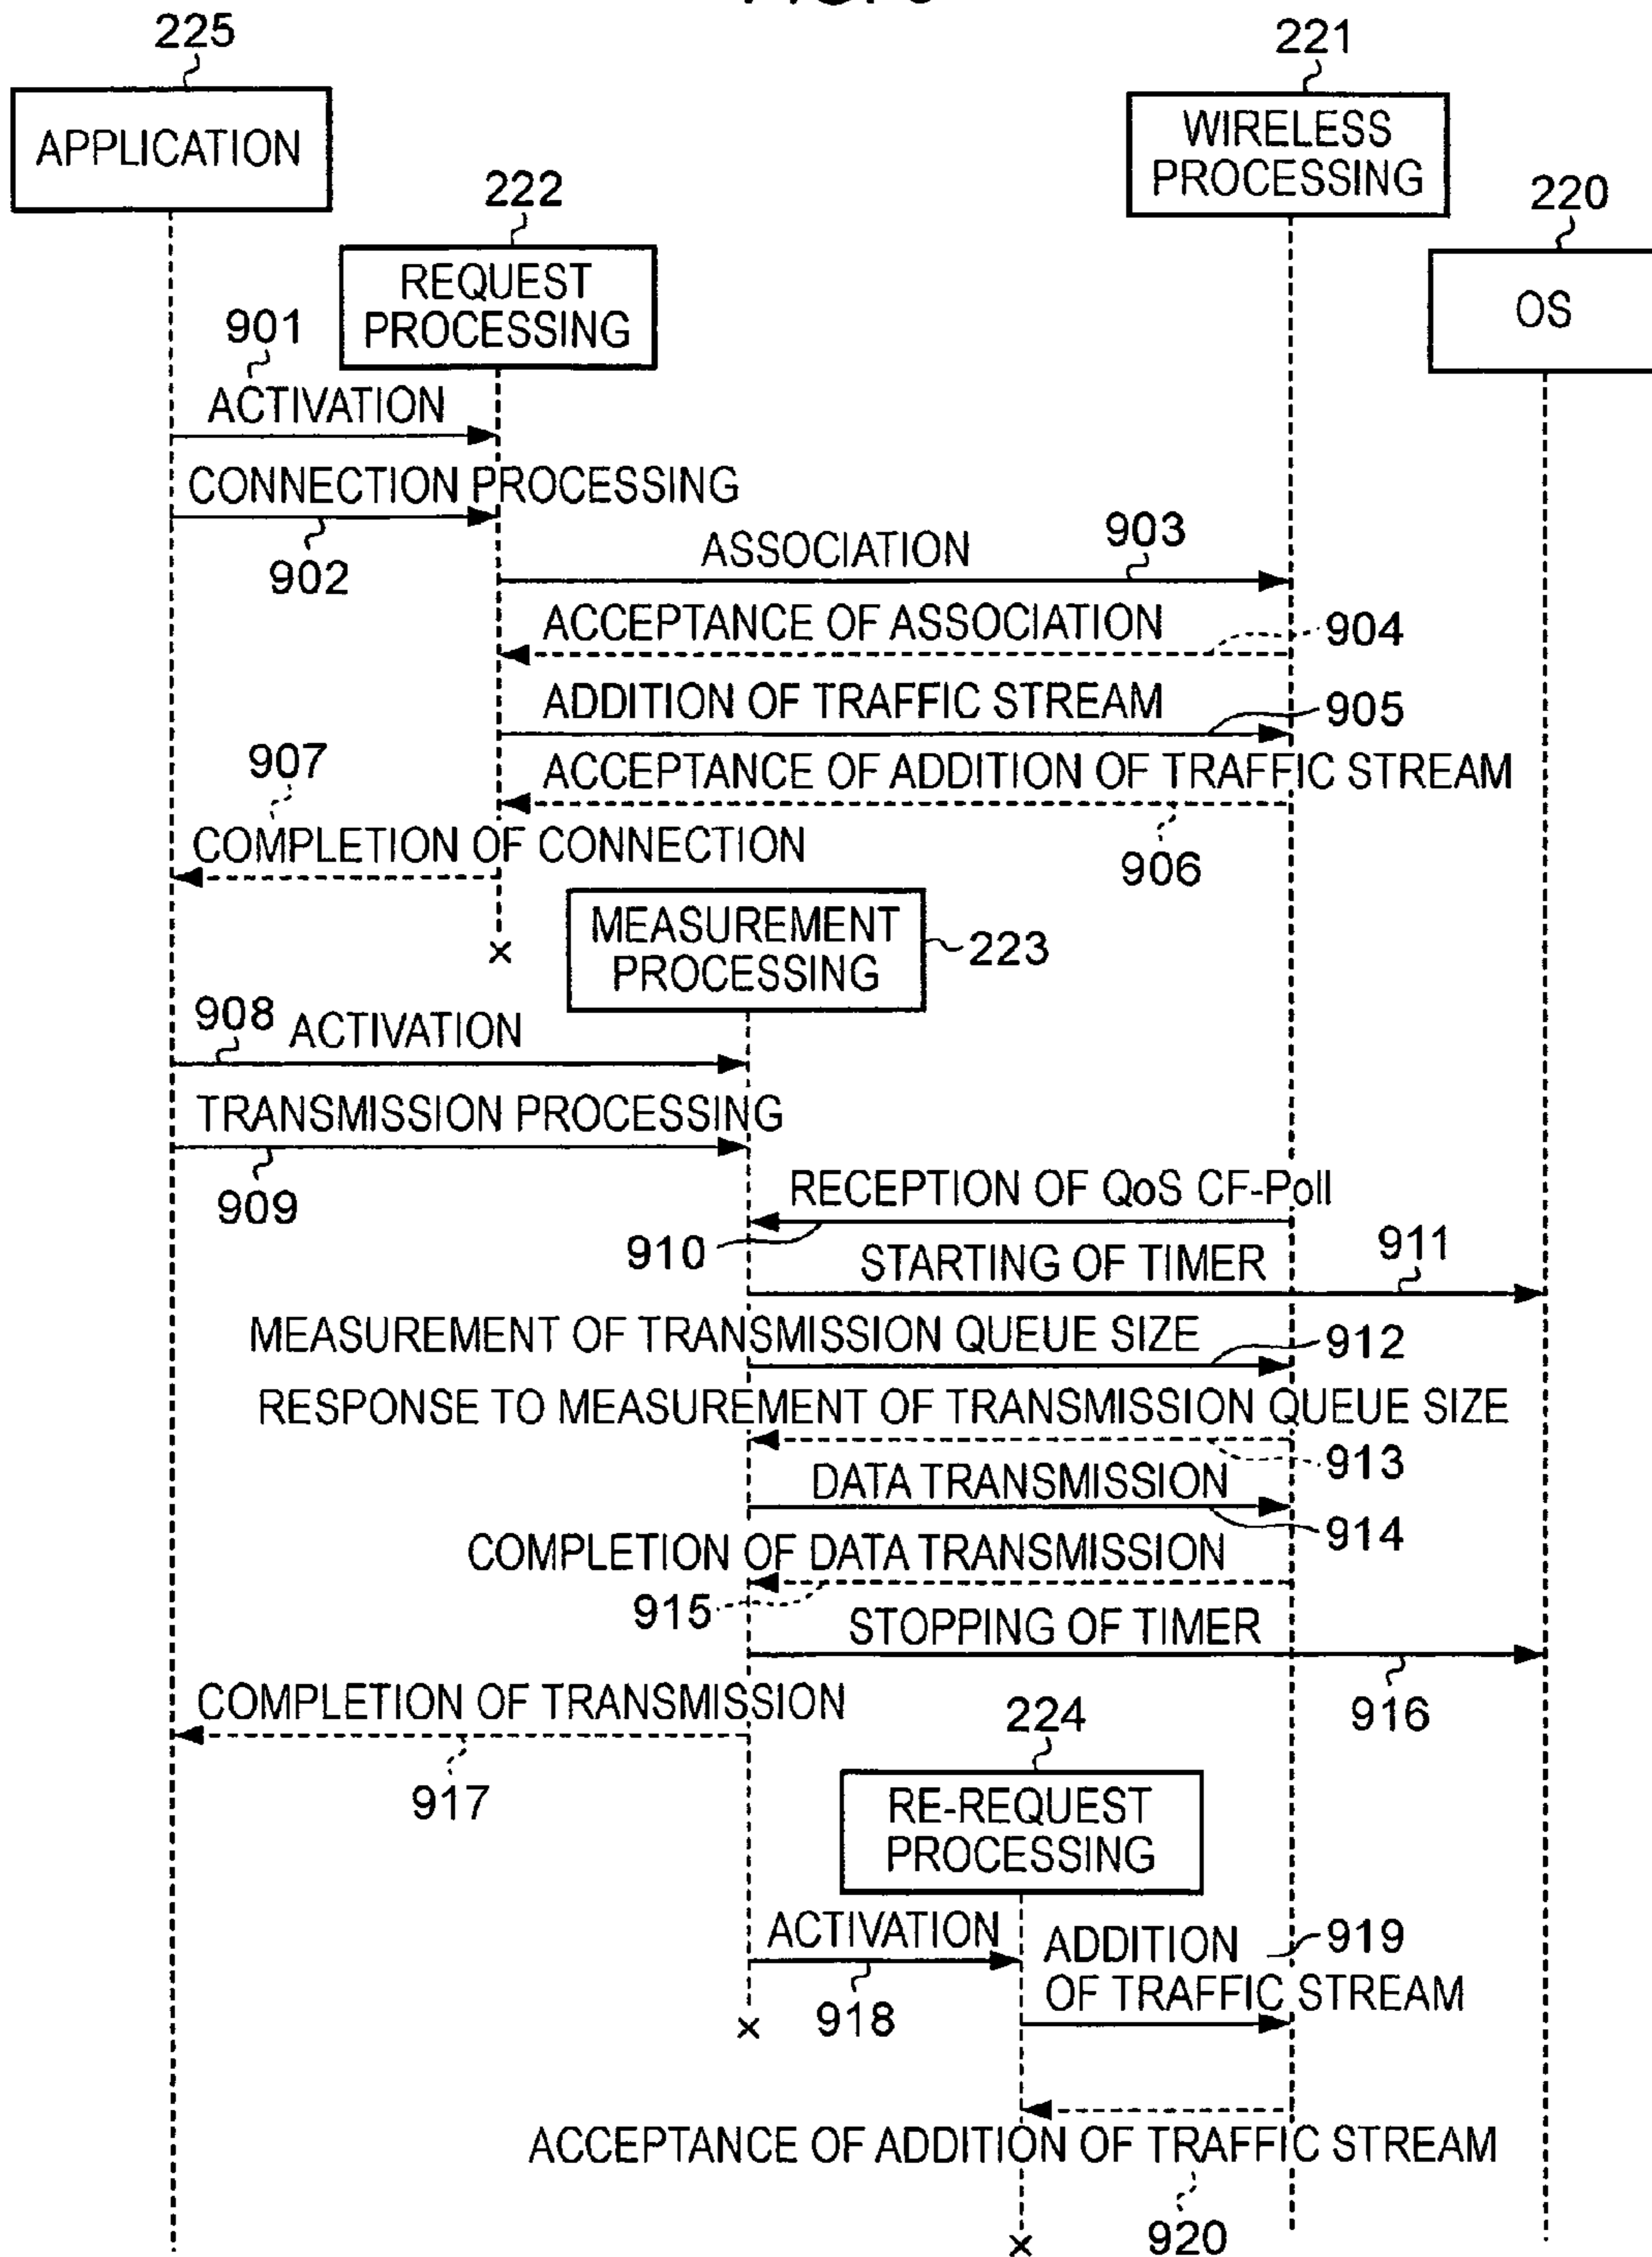 225
221
APPLICATION
WIRELESS
PROCESSING
222
220
REQUEST
PROCESSING
OS
901
ACTIVATION
CONNECTION PROCESSING
902
ASSOCIATION
903
ACCEPTANCE OF ASSOCIATION
904
ADDITION OF TRAFFIC STREAM
905
907
ACCEPTANCE OF ADDITION OF TRAFFIC STREAM
COMPLETION OF CONNECTION
906
MEASUREMENT
PROCESSING
223
x
908
ACTIVATION
TRANSMISSION PROCESSING
909
RECEPTION OF QoS CF-Poll
910
STARTING OF TIMER
911
MEASUREMENT OF TRANSMISSION QUEUE SIZE
912
RESPONSE TO MEASUREMENT OF TRANSMISSION QUEUE SIZE
913
DATA TRANSMISSION
914
COMPLETION OF DATA TRANSMISSION
915
STOPPING OF TIMER
916
COMPLETION OF TRANSMISSION
917
224
RE-REQUEST
PROCESSING
ACTIVATION
918
ADDITION
OF TRAFFIC STREAM
919
x
ACCEPTANCE OF ADDITION OF TRAFFIC STREAM
920
x